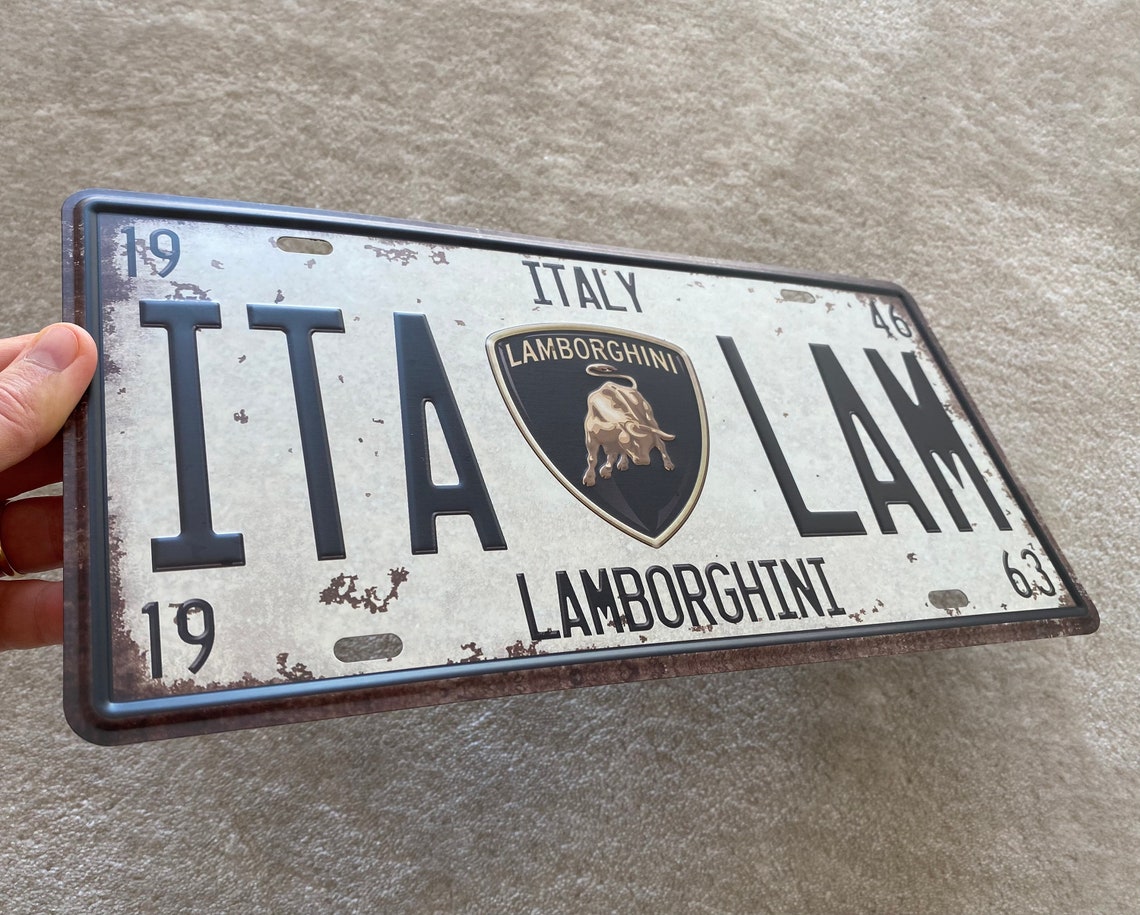 19 ITALY 46
ITA LAMBORGHINI LAM
19 LAMBORGHINI 63